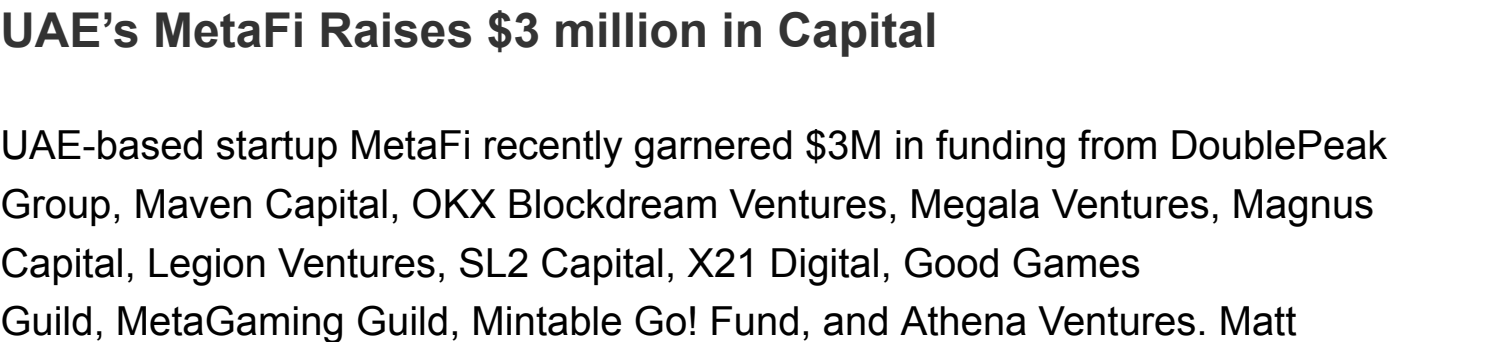 UAE’s MetaFi Raises $3 million in Capital
UAE-based startup MetaFi recently garnered $3M in funding from DoublePeak
Group, Maven Capital, OKX Blockdream Ventures, Megala Ventures, Magnus
Capital, Legion Ventures, SL2 Capital, X21 Digital, Good Games
Guild, MetaGaming Guild, Mintable Go! Fund, and Athena Ventures. Matt